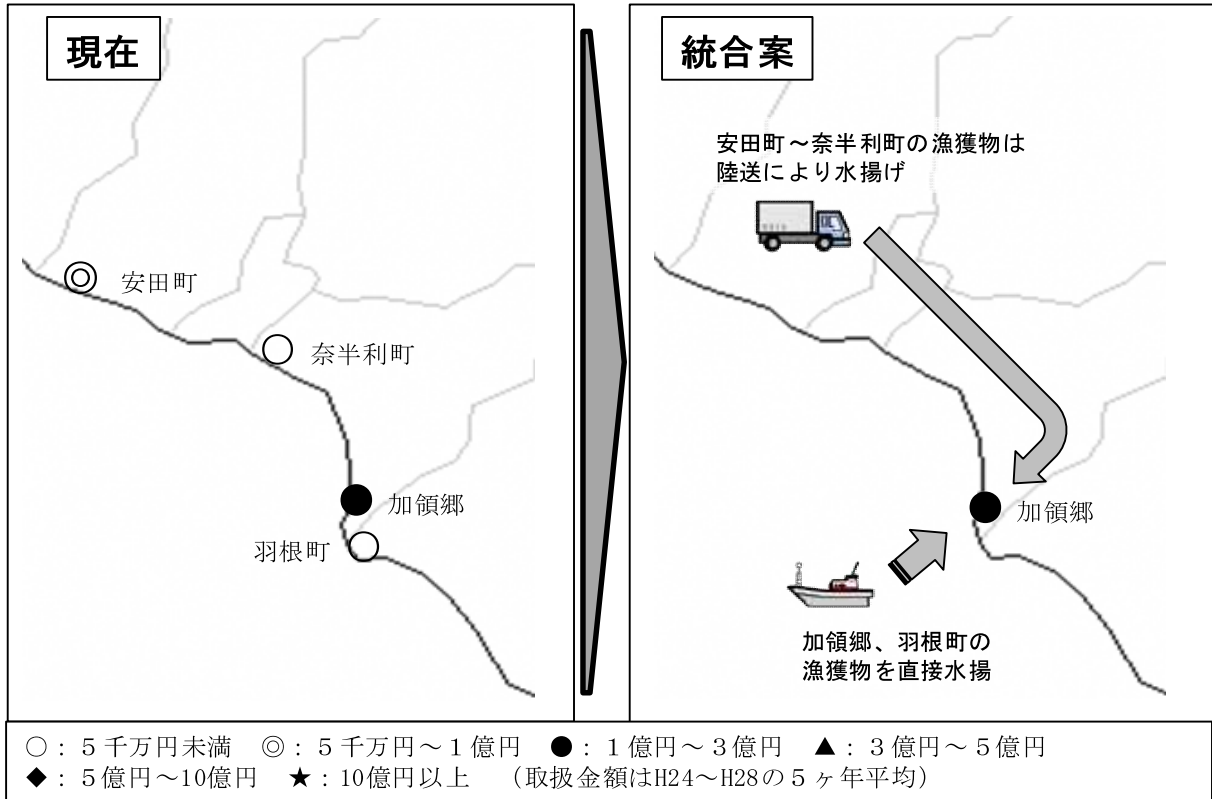 現在
安田町
奈半利町
加領郷
羽根町
統合案
安田町～奈半利町の漁獲物は
陸送により水揚げ
加領郷
加領郷、羽根町の
漁獲物を直接水揚
○：５千万円未満　◎：５千万円～１億円　●：１億円～３億円　▲：３億円～５億円
◆：５億円～10億円　★：10億円以上　（取扱金額はH24～H28の５ヶ年平均）